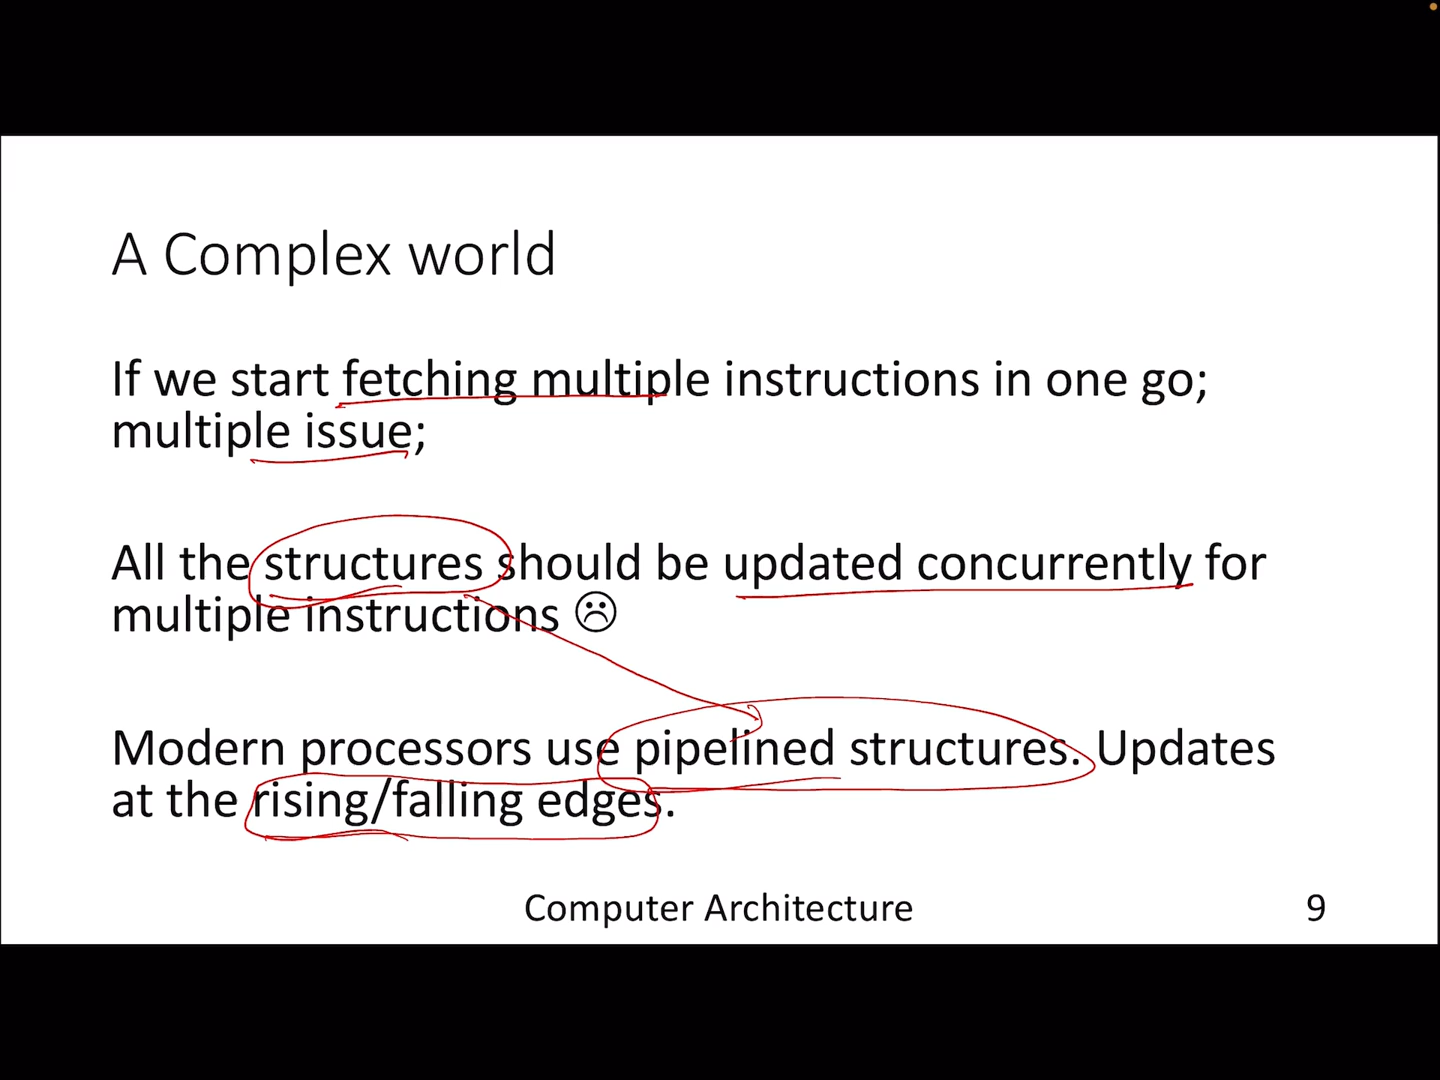 A Complex world
If we start fetching multiple instructions in one go;
multiple issue;
All the structures should be updated concurrently for
multiple instructions ☹
Modern processors use pipelined structures. Updates
at the rising/falling edges.
Computer Architecture 9